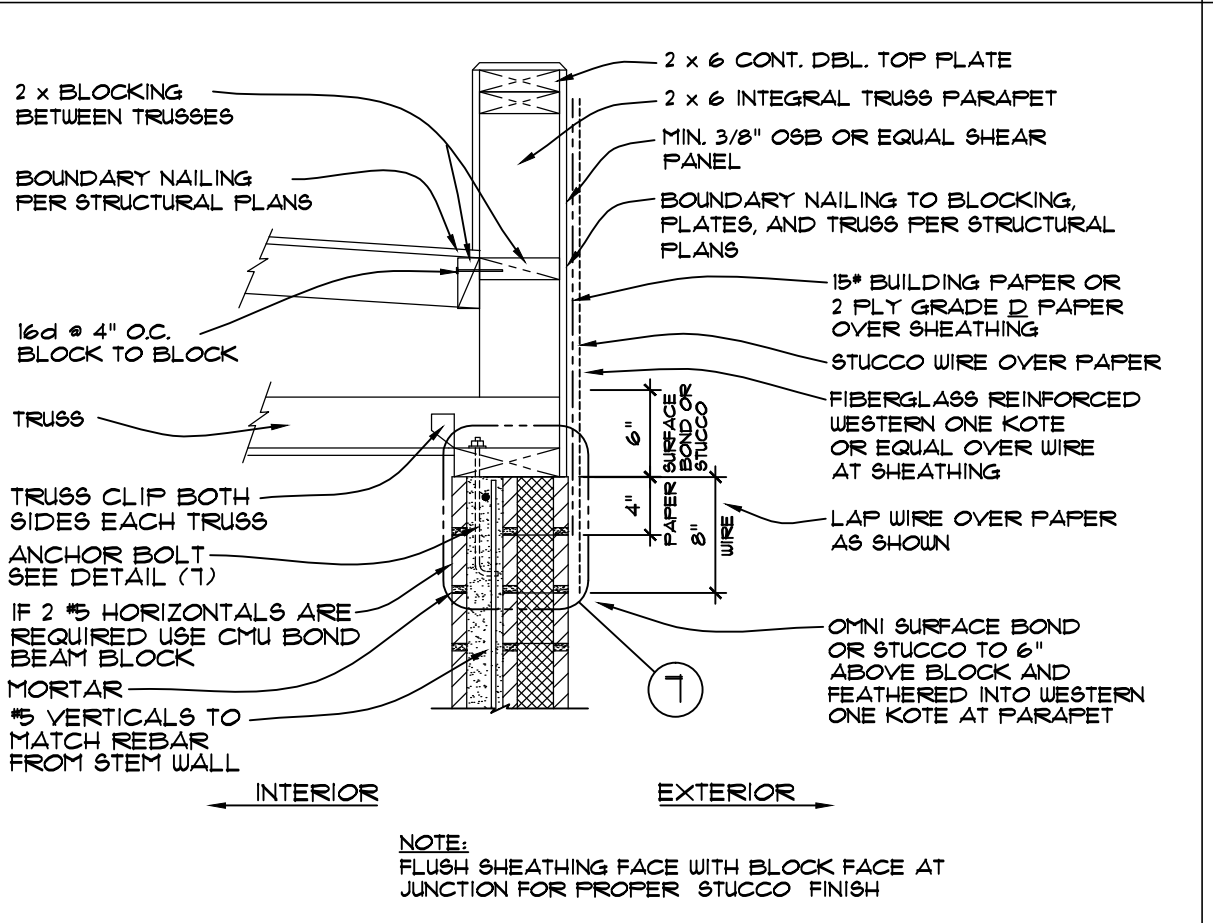 2 x BLOCKING
BETWEEN TRUSSES
BOUNDARY NAILING
PER STRUCTURAL PLANS
16d @ 4" O.C.
BLOCK TO BLOCK
TRUSS
TRUSS CLIP BOTH
SIDES EACH TRUSS
ANCHOR BOLT
SEE DETAIL (7)
IF 2 #5 HORIZONTALS ARE
REQUIRED USE CMU BOND
BEAM BLOCK
MORTAR
#5 VERTICALS TO
MATCH REBAR
FROM STEM WALL
2 x 6 CONT. DBL. TOP PLATE
2 x 6 INTEGRAL TRUSS PARAPET
MIN. 3/8" OSB OR EQUAL SHEAR
PANEL
BOUNDARY NAILING TO BLOCKING,
PLATES, AND TRUSS PER STRUCTURAL
PLANS
15# BUILDING PAPER OR
2 PLY GRADE D PAPER
OVER SHEATHING
STUCCO WIRE OVER PAPER
FIBERGLASS REINFORCED
WESTERN ONE KOTE
OR EQUAL OVER WIRE
AT SHEATHING
LAP WIRE OVER PAPER
AS SHOWN
OMNI SURFACE BOND
OR STUCCO TO 6"
ABOVE BLOCK AND
FEATHERED INTO WESTERN
ONE KOTE AT PARAPET
6"
SURFACE
BOND OR
STUCCO
4"
PAPER
8"
WIRE
7
INTERIOR
EXTERIOR
NOTE:
FLUSH SHEATHING FACE WITH BLOCK FACE AT
JUNCTION FOR PROPER STUCCO FINISH